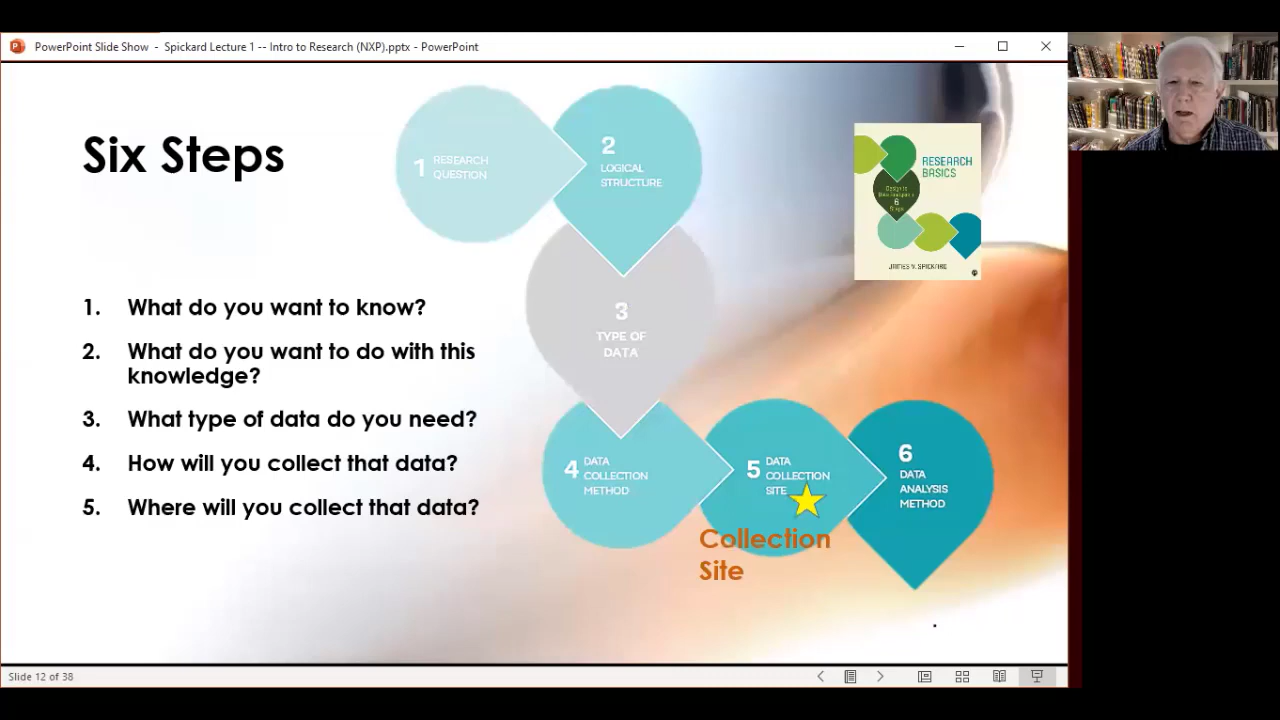 PowerPoint Slide Show - Spickard Lecture 1 -- Intro to Research (NXP).pptx - PowerPoint
Six Steps
1. What do you want to know?
2. What do you want to do with this
knowledge?
3. What type of data do you need?
4. How will you collect that data?
5. Where will you collect that data?
1 RESEARCH
QUESTION
2
LOGICAL
STRUCTURE
3
TYPE OF
DATA
4 DATA
COLLECTION
METHOD
5 DATA
COLLECTION
SITE
Collection
Site
6
DATA
ANALYSIS
METHOD
RESEARCH
BASICS
6
JAMES V. SPICKARD
Slide 12 of 38